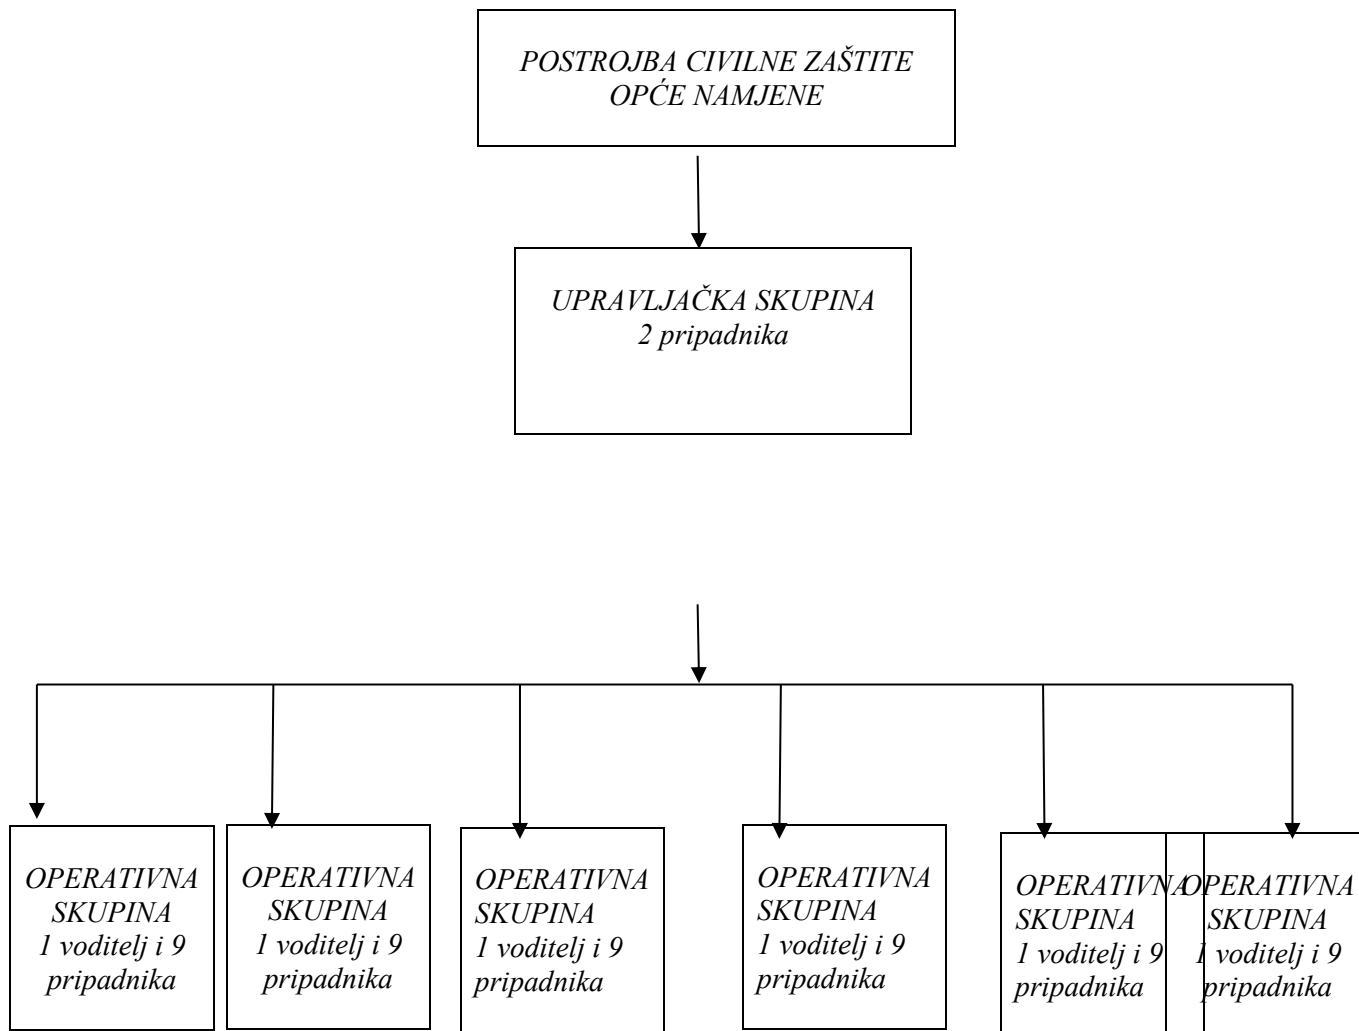 POSTROJBA CIVILNE ZAŠTITE
OPĆE NAMJENE
UPRAVLJAČKA SKUPINA
2 pripadnika
OPERATIVNA
SKUPINA
1 voditelj i 9
pripadnika
OPERATIVNA
SKUPINA
1 voditelj i 9
pripadnika
OPERATIVNA
SKUPINA
1 voditelj i 9
pripadnika
OPERATIVNA
SKUPINA
1 voditelj i 9
pripadnika
OPERATIVNA
SKUPINA
1 voditelj i 9
pripadnika
OPERATIVNA
SKUPINA
1 voditelj i 9
pripadnika